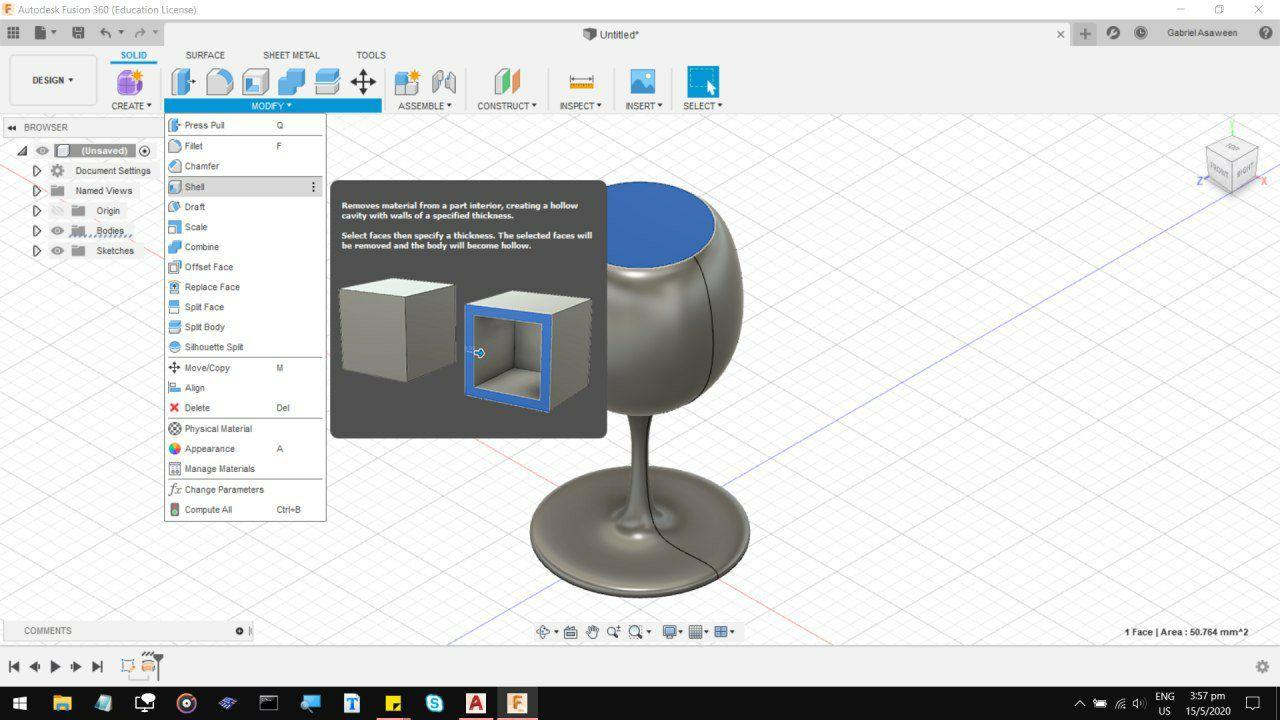 Autodesk Fusion 360 (Education License)
Untitled*
Gabriel Asaween
DESIGN
SOLID
SURFACE
SHEET METAL
TOOLS
CREATE
MODIFY
ASSEMBLE
CONSTRUCT
INSPECT
INSERT
SELECT
BROWSER
(Unsaved)
Document Settings
Named Views
Origin
Bodies
Sketches
Press Pull Q
Fillet F
Chamfer
Shell
Draft
Scale
Combine
Offset Face
Replace Face
Split Face
Split Body
Silhouette Split
Move/Copy M
Align
Delete Del
Physical Material
Appearance A
Manage Materials
Change Parameters
Compute All Ctrl+B
Removes material from a part interior, creating a hollow
cavity with walls of a specified thickness.
Select faces then specify a thickness. The selected faces will
be removed and the body will become hollow.
Y
TOP
FRONT
RIGHT
Z
X
COMMENTS
1 Face | Area : 50.764 mm^2
ENG
US
3:57 pm
15/5/2020